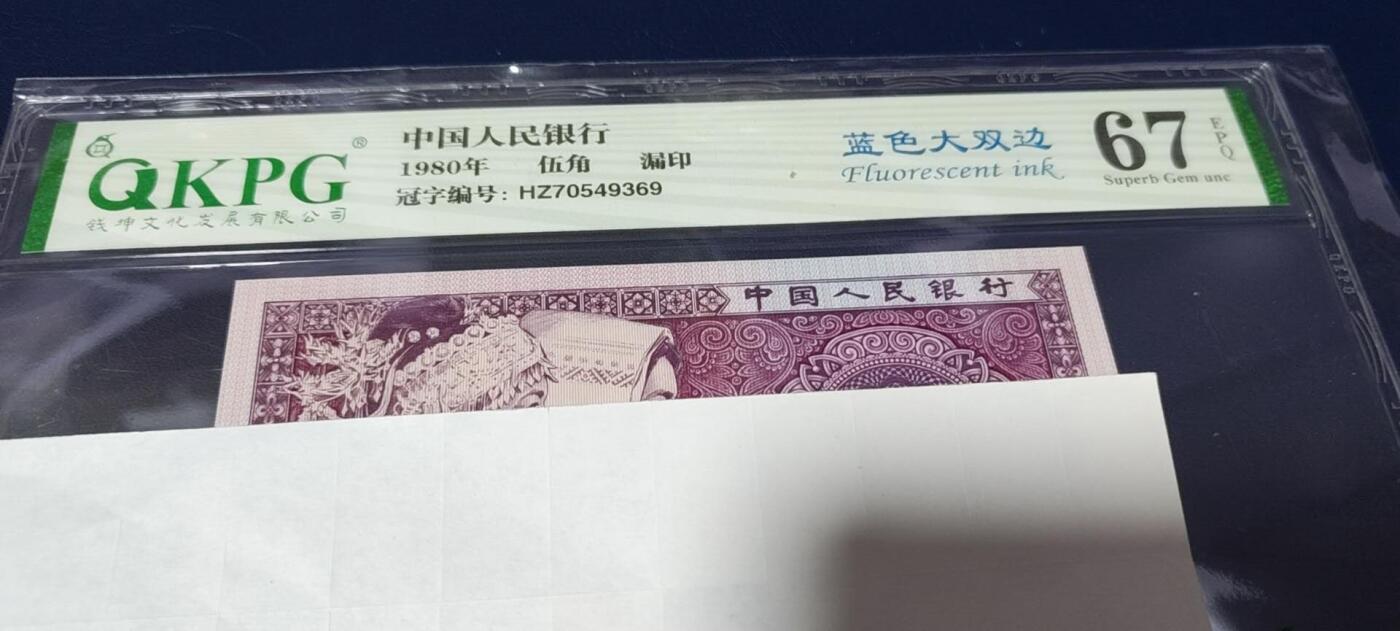 QKPG®
钱坤文化发展有限公司
中国人民银行
1980年 伍角 漏印
冠字编号: HZ70549369
蓝色大双边
Fluorescent ink
67
EPQ
Superb Gem unc
中国人民银行